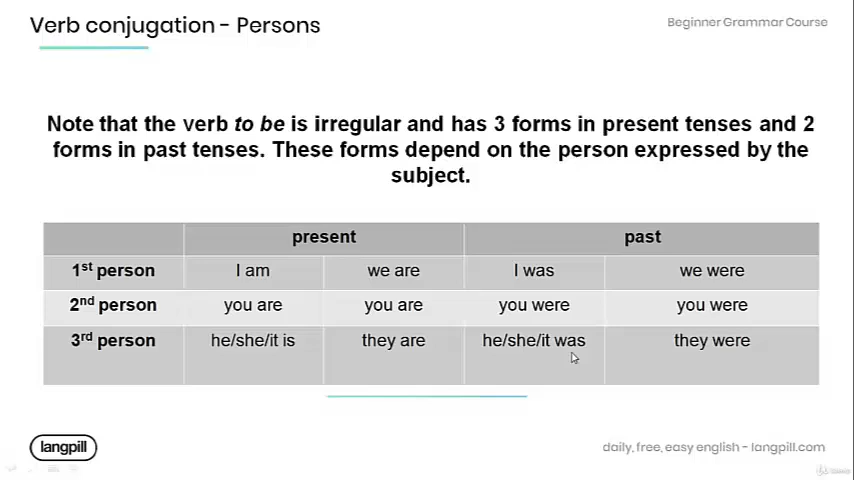 Verb conjugation - Persons
Beginner Grammar Course
Note that the verb to be is irregular and has 3 forms in present tenses and 2
forms in past tenses. These forms depend on the person expressed by the
subject.
present past
1st person I am we are I was we were
2nd person you are you are you were you were
3rd person he/she/it is they are he/she/it was they were
langpill
daily, free, easy english - langpill.com